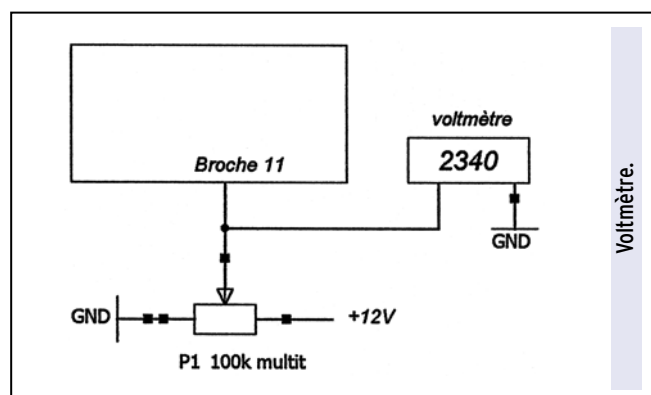 voltmètre
2340
Broche 11
GND
GND
+12V
P1 100k multit
Voltmètre.